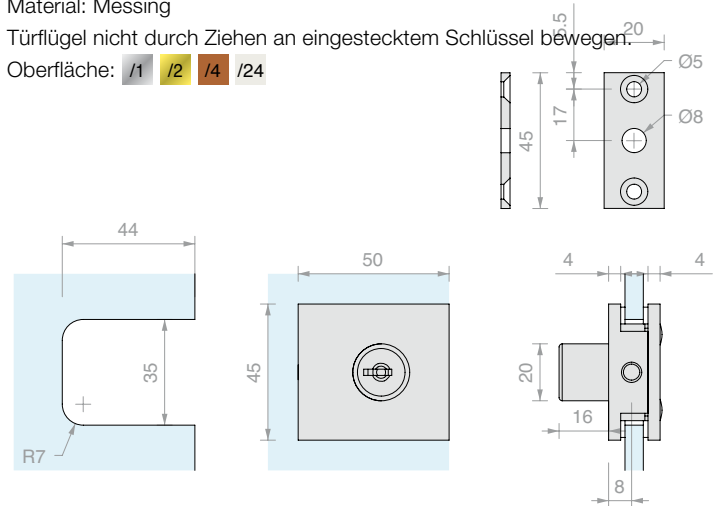 Material: Messing
Türflügel nicht durch Ziehen an eingestecktem Schlüssel bewegen.
Oberfläche: /1 /2 /4 /24
5.5
20
Ø5
17
Ø8
45
44
50
4
4
35
45
20
16
R7
8